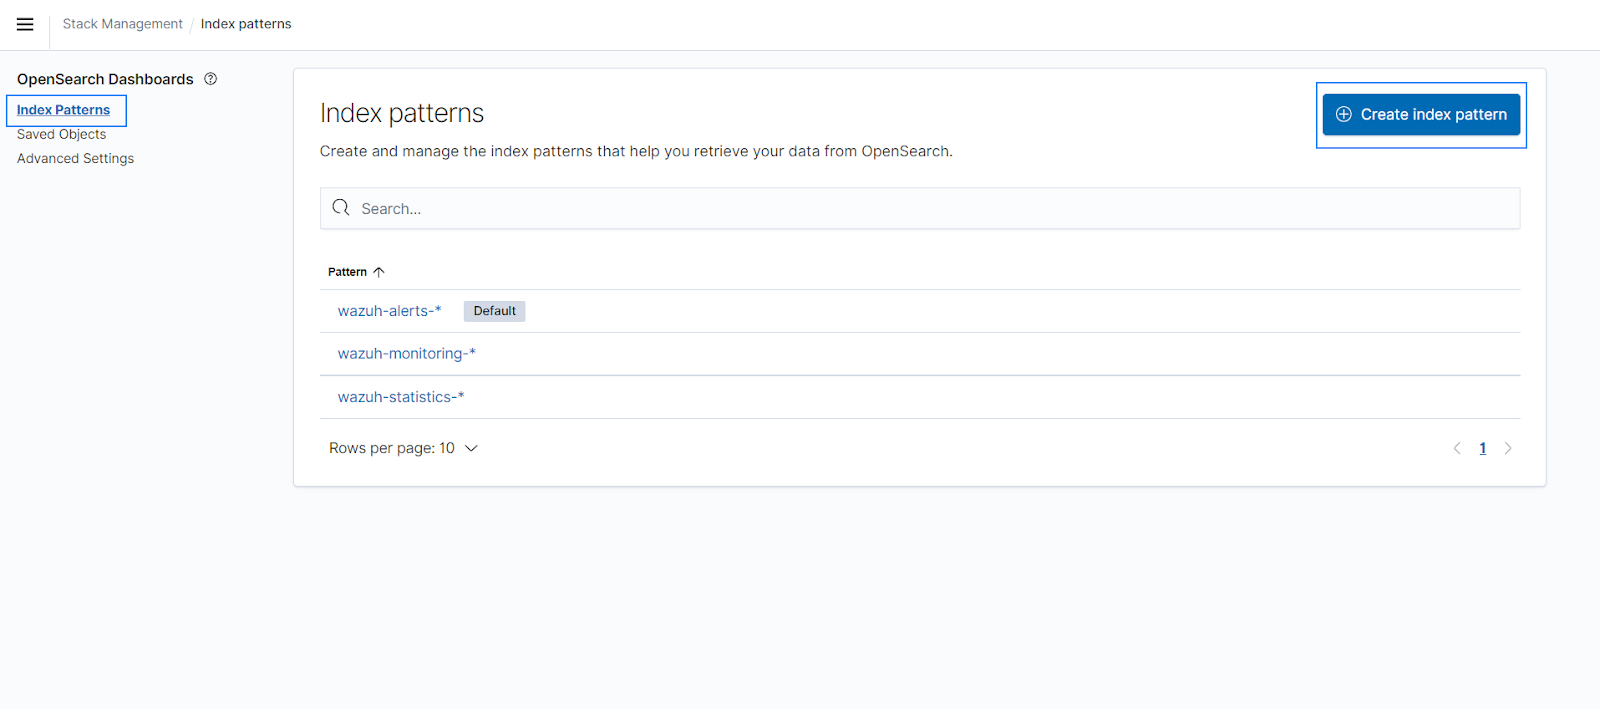 Stack Management / Index patterns
OpenSearch Dashboards
Index Patterns
Saved Objects
Advanced Settings
Index patterns
Create index pattern
Create and manage the index patterns that help you retrieve your data from OpenSearch.
Search...
Pattern
wazuh-alerts-* Default
wazuh-monitoring-*
wazuh-statistics-*
Rows per page: 10
1